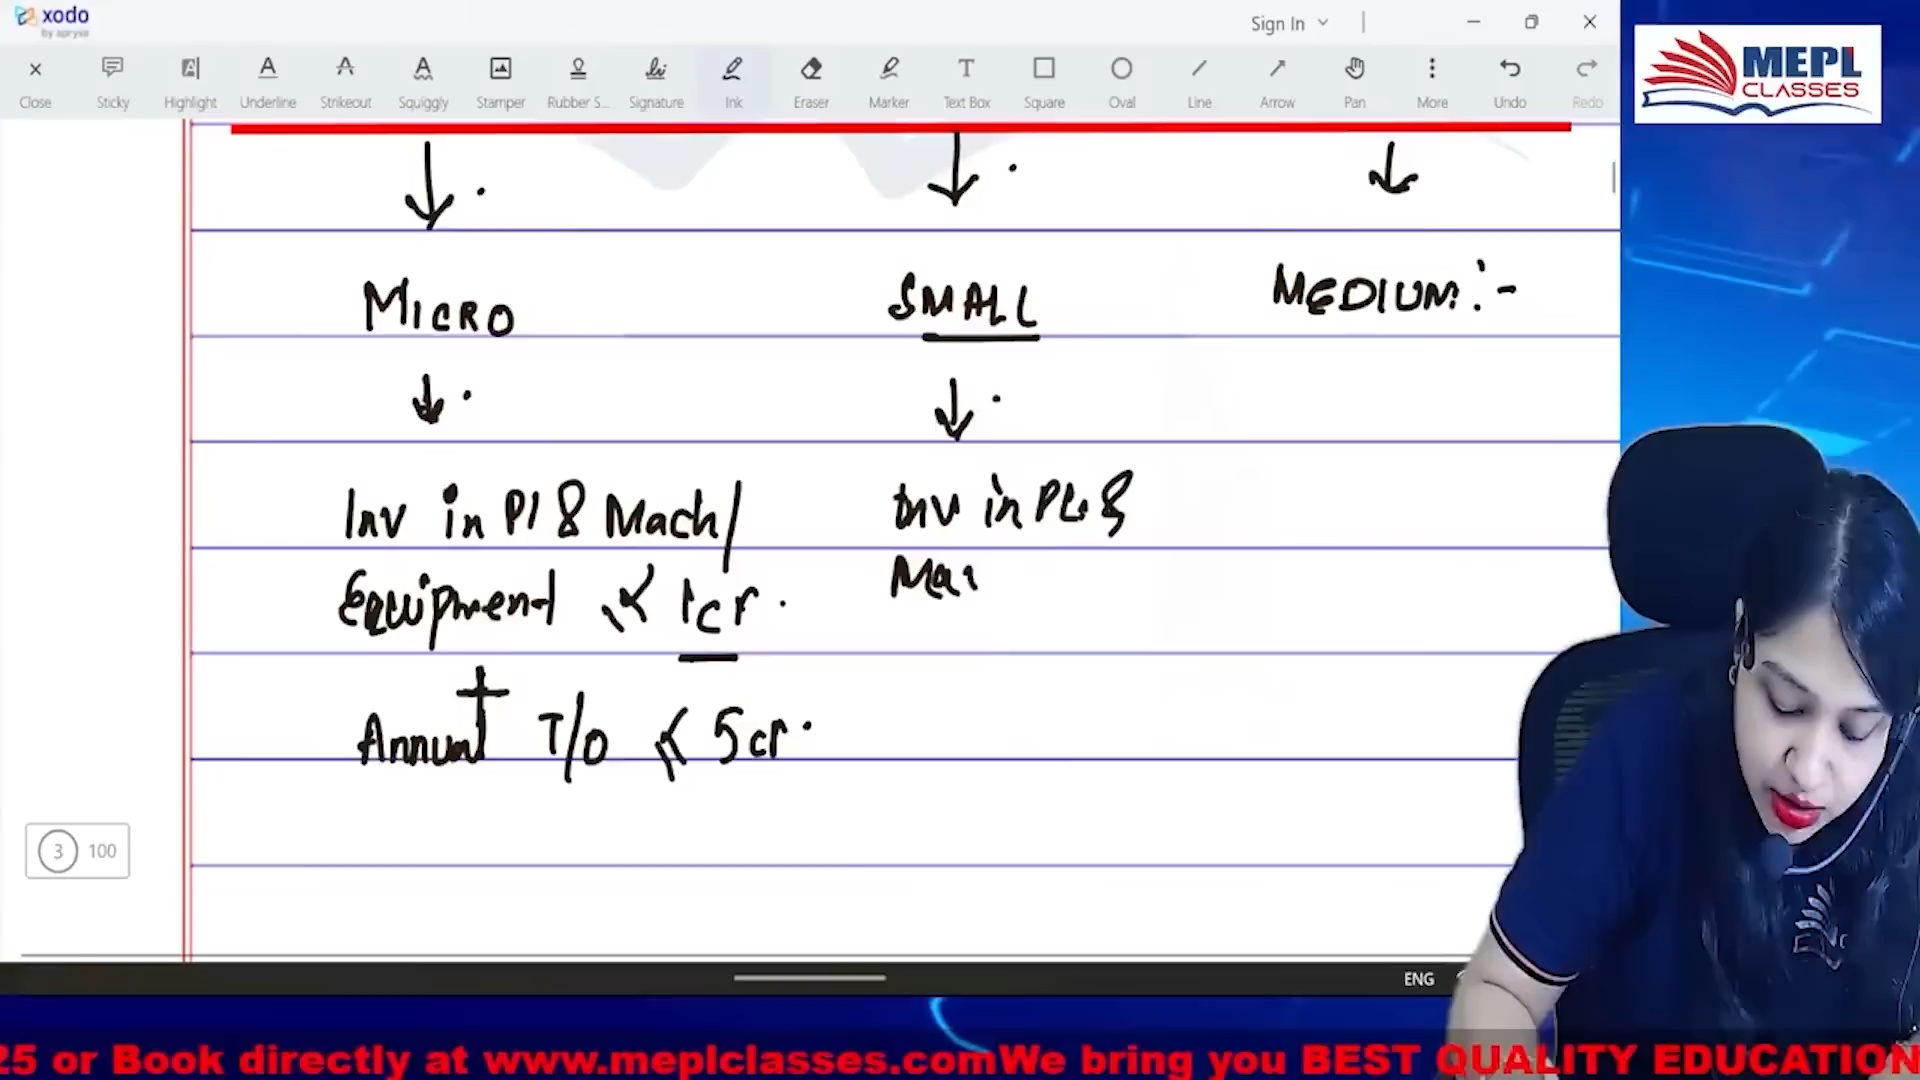 xodo
by apryse
Sign In
Close Sticky Highlight Underline Strikeout Squiggly Stamper Rubber S... Signature Ink Eraser Marker Text Box Square Oval Line Arrow Pan More Undo Redo
MEPL
CLASSES
MICRO SMALL MEDIUM :-
Inv in Pl & Mach/
Equipment ≮ 1cr.
+
Annual T/O ≮ 5cr.
Inv in Pl. &
Mac
3 100
ENG
25 or Book directly at www.meplclasses.comWe bring you BEST QUALITY EDUCATION